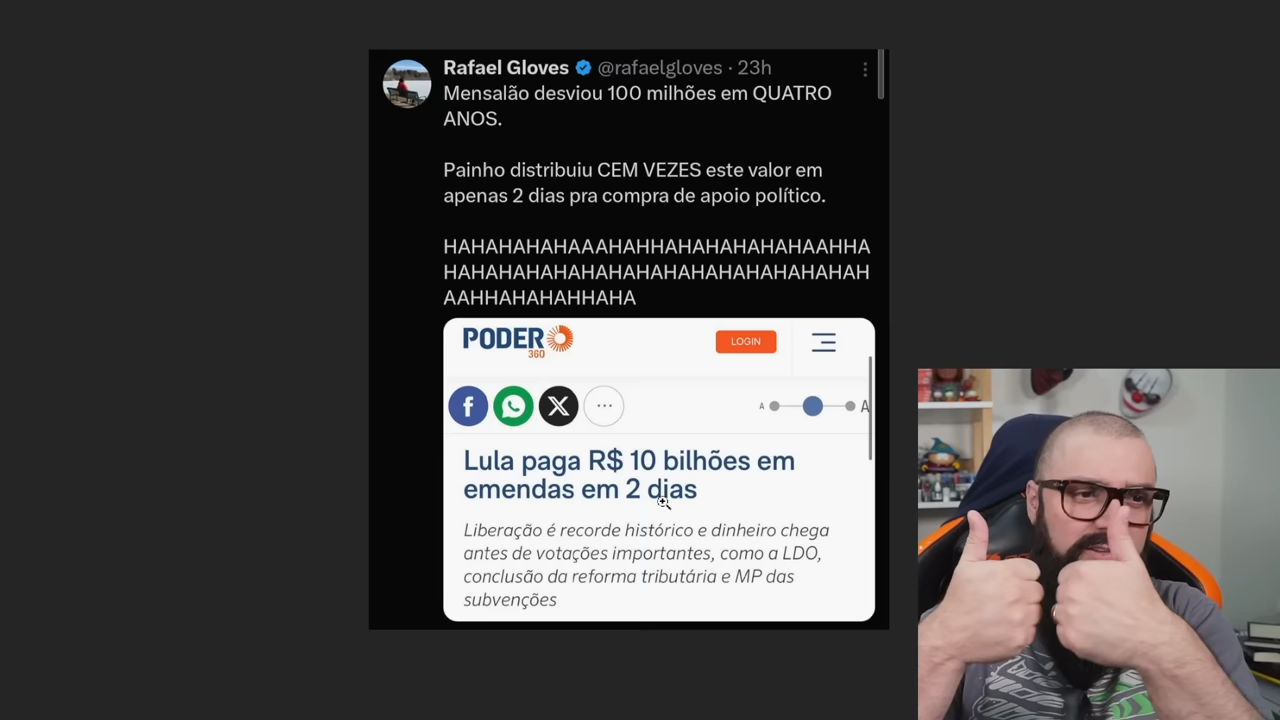 Rafael Gloves @rafaelgloves · 23h
Mensalão desviou 100 milhões em QUATRO
ANOS.
Painho distribuiu CEM VEZES este valor em
apenas 2 dias pra compra de apoio político.
HAHAHAHAHAAAHAHHAHAHAHAHAHAAHHA
HAHAHAHAHAHAHAHAHAHAHAHAHAHAHAH
AAHHAHAHAHHAHA
PODER
360
LOGIN
A A
Lula paga R$ 10 bilhões em
emendas em 2 dias
Liberação é recorde histórico e dinheiro chega
antes de votações importantes, como a LDO,
conclusão da reforma tributária e MP das
subvenções